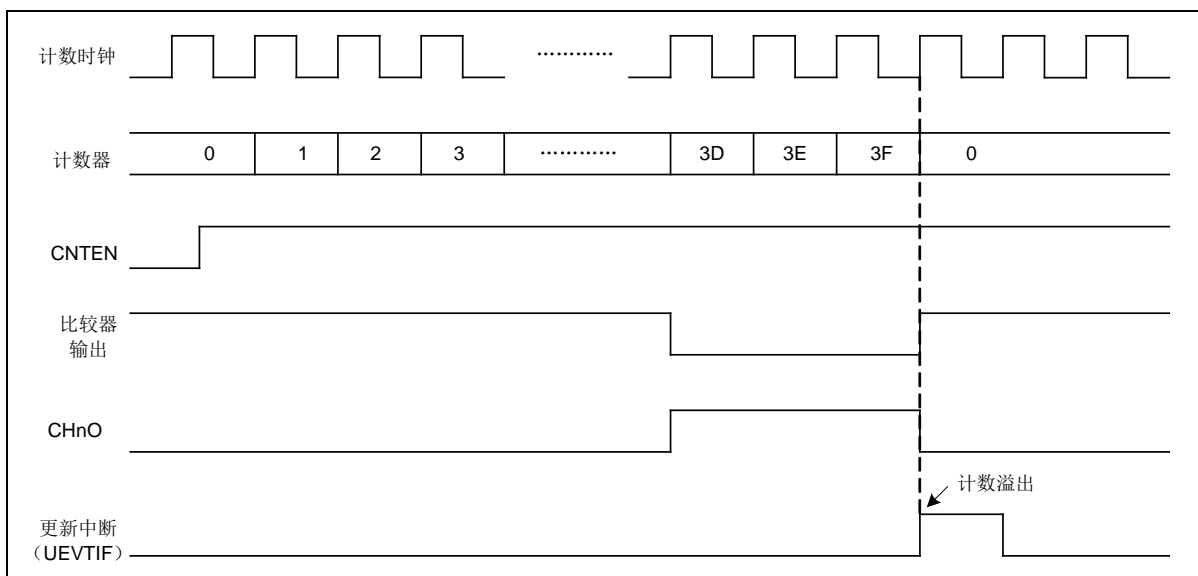 计数时钟
…………
计数器
0 1 2 3 ………… 3D 3E 3F 0
CNTEN
比较器
输出
CHnO
计数溢出
更新中断
（UEVTIF）